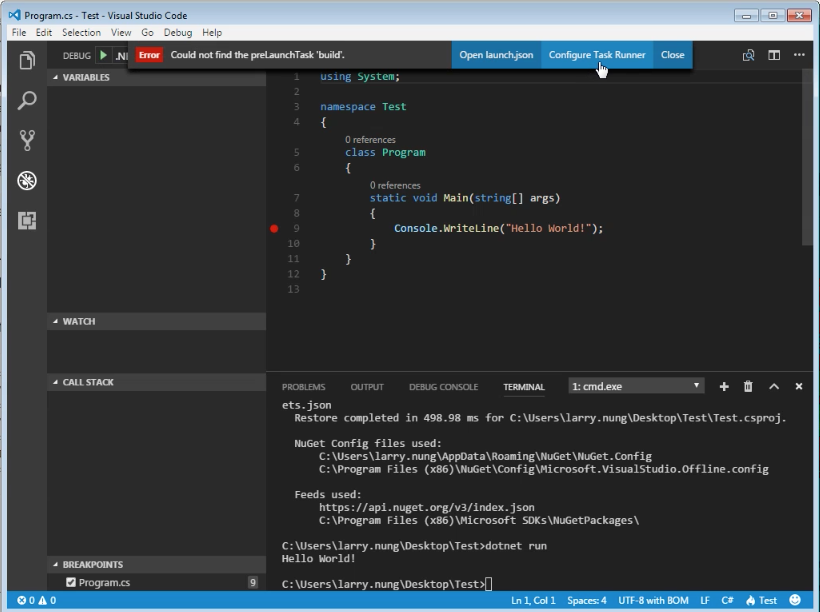 Program.cs - Test - Visual Studio Code
File Edit Selection View Go Debug Help
DEBUG .N Error Could not find the preLaunchTask 'build'. Open launch.json Configure Task Runner Close
VARIABLES
1 using System;
2
3 namespace Test
4 {
0 references
5 class Program
6 {
0 references
7 static void Main(string[] args)
8 {
9 Console.WriteLine("Hello World!");
10 }
11 }
12 }
13
WATCH
CALL STACK
PROBLEMS OUTPUT DEBUG CONSOLE TERMINAL 1: cmd.exe
ets.json
Restore completed in 498.98 ms for C:\Users\larry.nung\Desktop\Test\Test.csproj.
NuGet Config files used:
C:\Users\larry.nung\AppData\Roaming\NuGet\NuGet.Config
C:\Program Files (x86)\NuGet\Config\Microsoft.VisualStudio.Offline.config
Feeds used:
https://api.nuget.org/v3/index.json
C:\Program Files (x86)\Microsoft SDKs\NuGetPackages\
C:\Users\larry.nung\Desktop\Test>dotnet run
Hello World!
C:\Users\larry.nung\Desktop\Test>
BREAKPOINTS
Program.cs 9
0 0 Ln 1, Col 1 Spaces: 4 UTF-8 with BOM LF C# Test